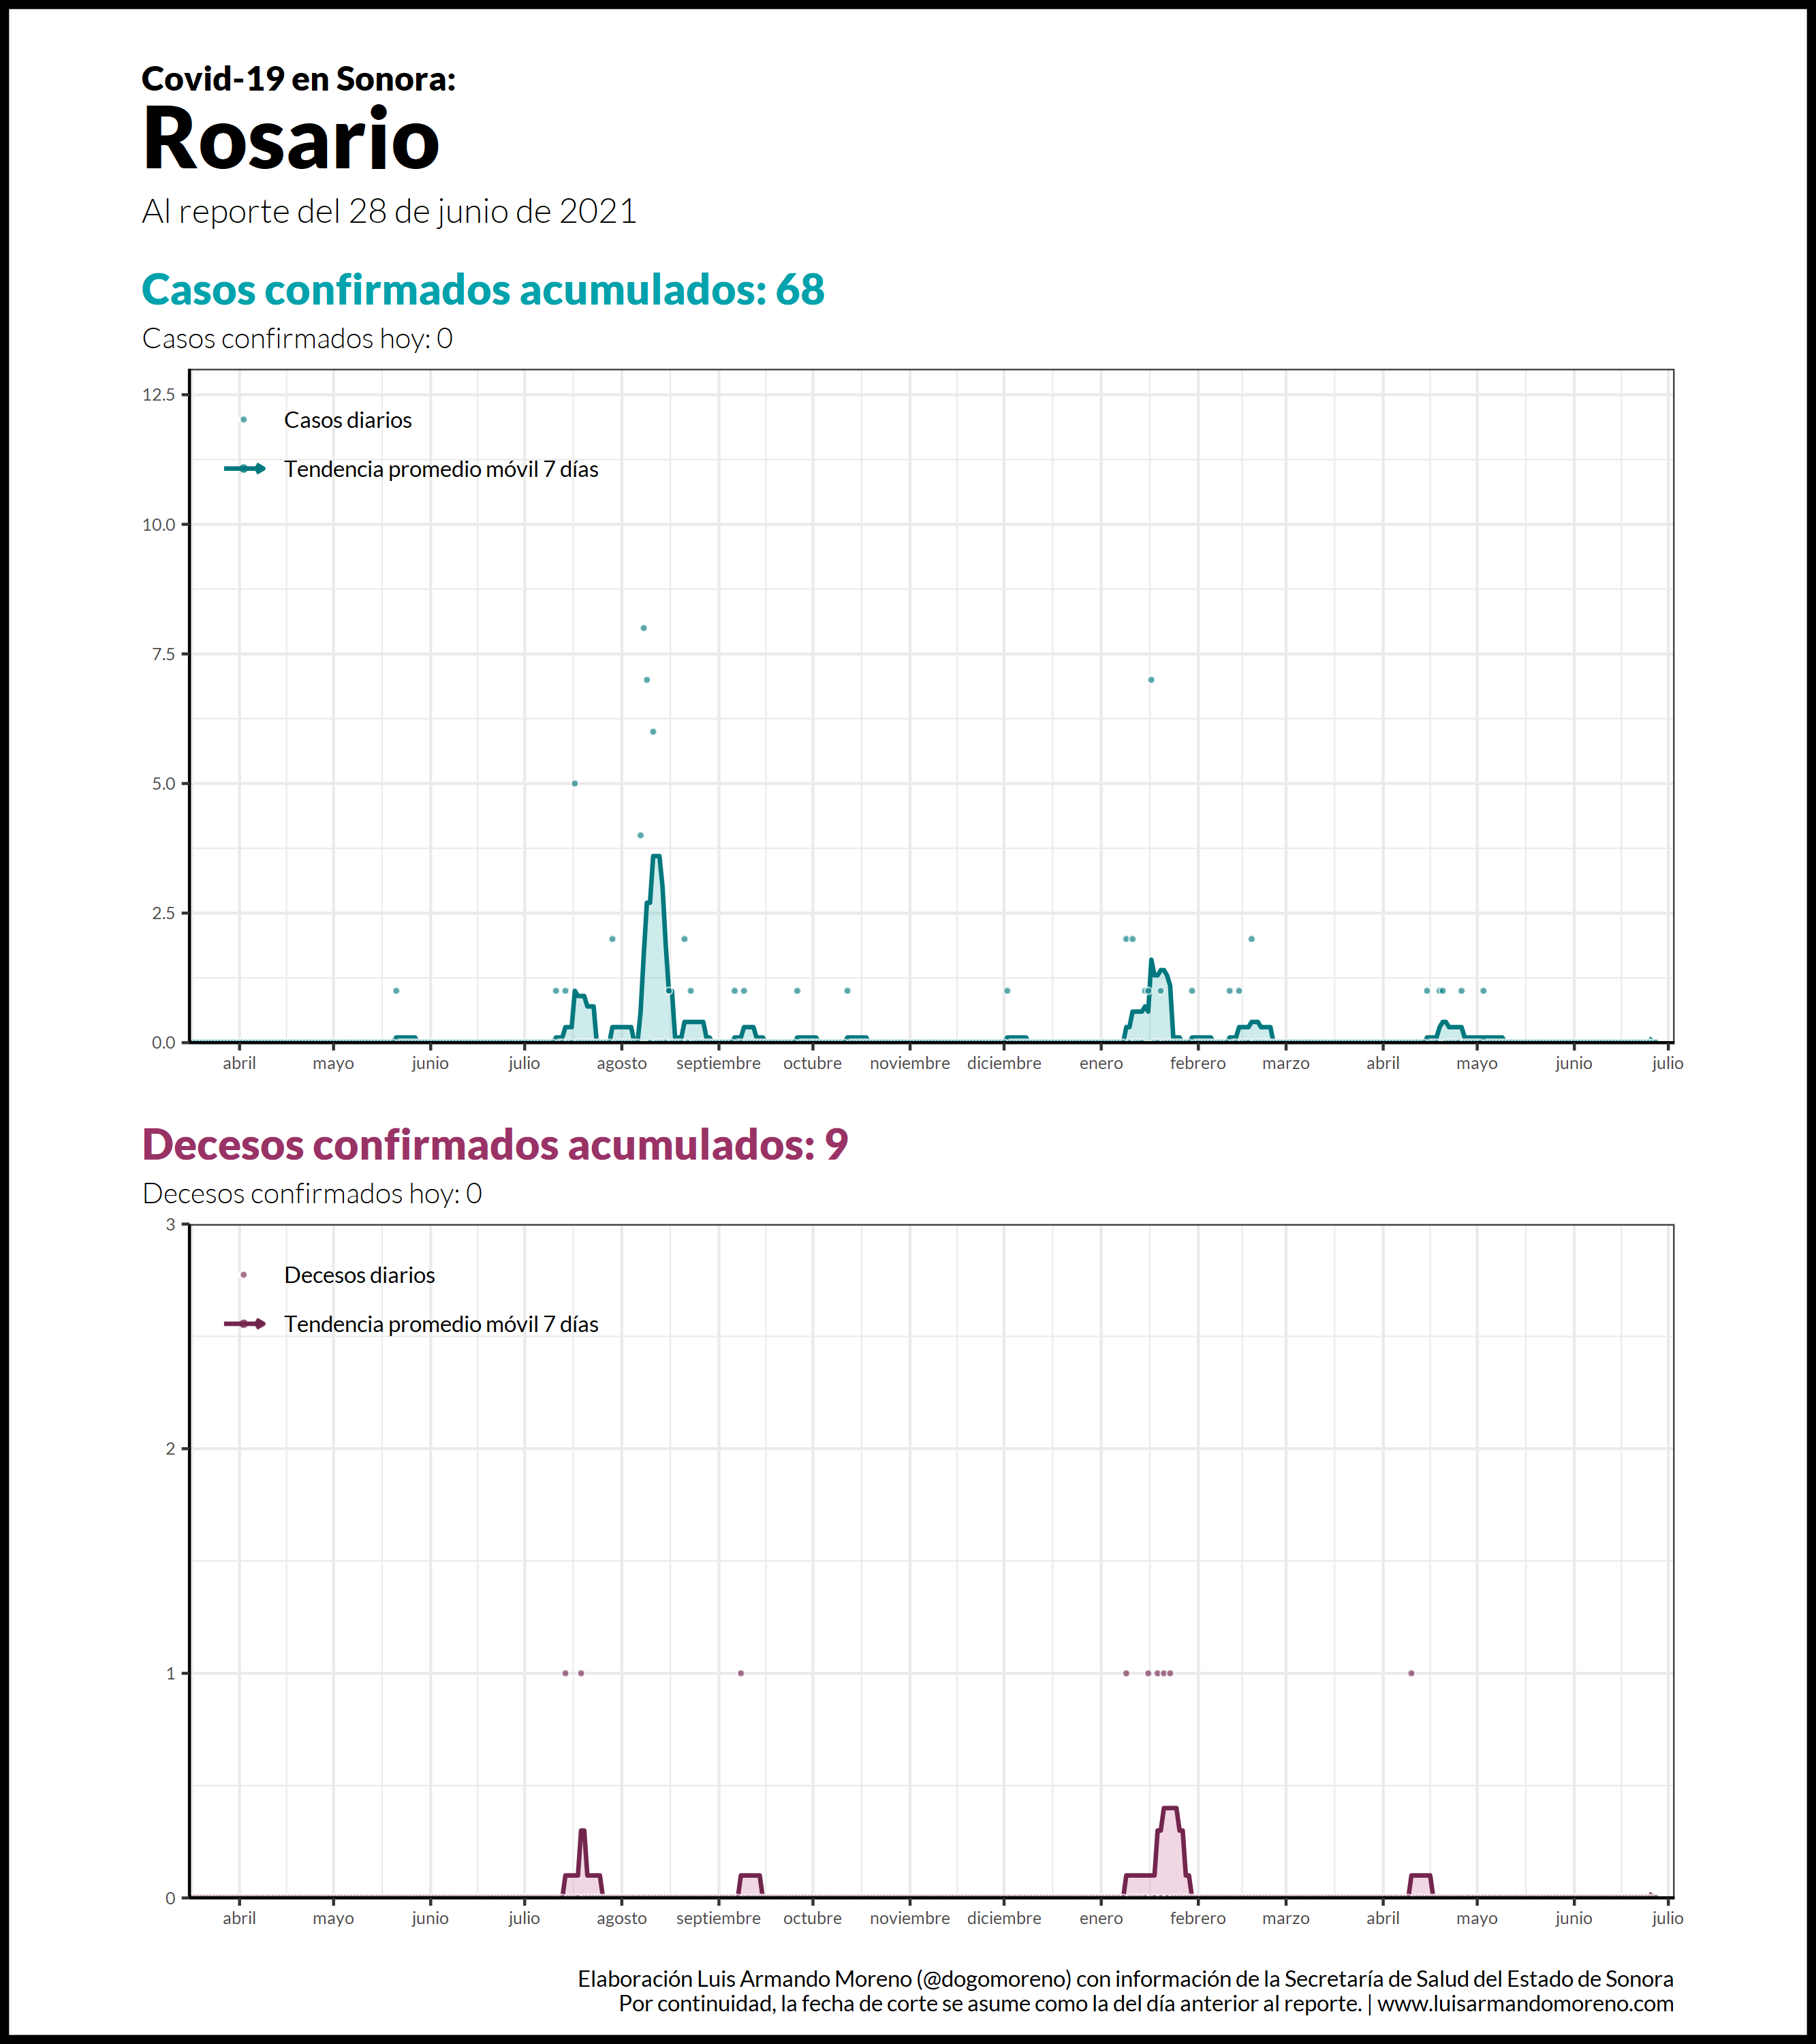 Covid-19 en Sonora:
Rosario
Al reporte del 28 de junio de 2021
Casos confirmados acumulados: 68
Casos confirmados hoy: 0
12.5
10.0
7.5
5.0
2.5
0.0
Casos diarios
Tendencia promedio móvil 7 días
abril mayo junio julio agosto septiembre octubre noviembre diciembre enero febrero marzo abril mayo junio julio
Decesos confirmados acumulados: 9
Decesos confirmados hoy: 0
3
2
1
0
Decesos diarios
Tendencia promedio móvil 7 días
abril mayo junio julio agosto septiembre octubre noviembre diciembre enero febrero marzo abril mayo junio julio
Elaboración Luis Armando Moreno (@dogomoreno) con información de la Secretaría de Salud del Estado de Sonora
Por continuidad, la fecha de corte se asume como la del día anterior al reporte. | www.luisarmandomoreno.com